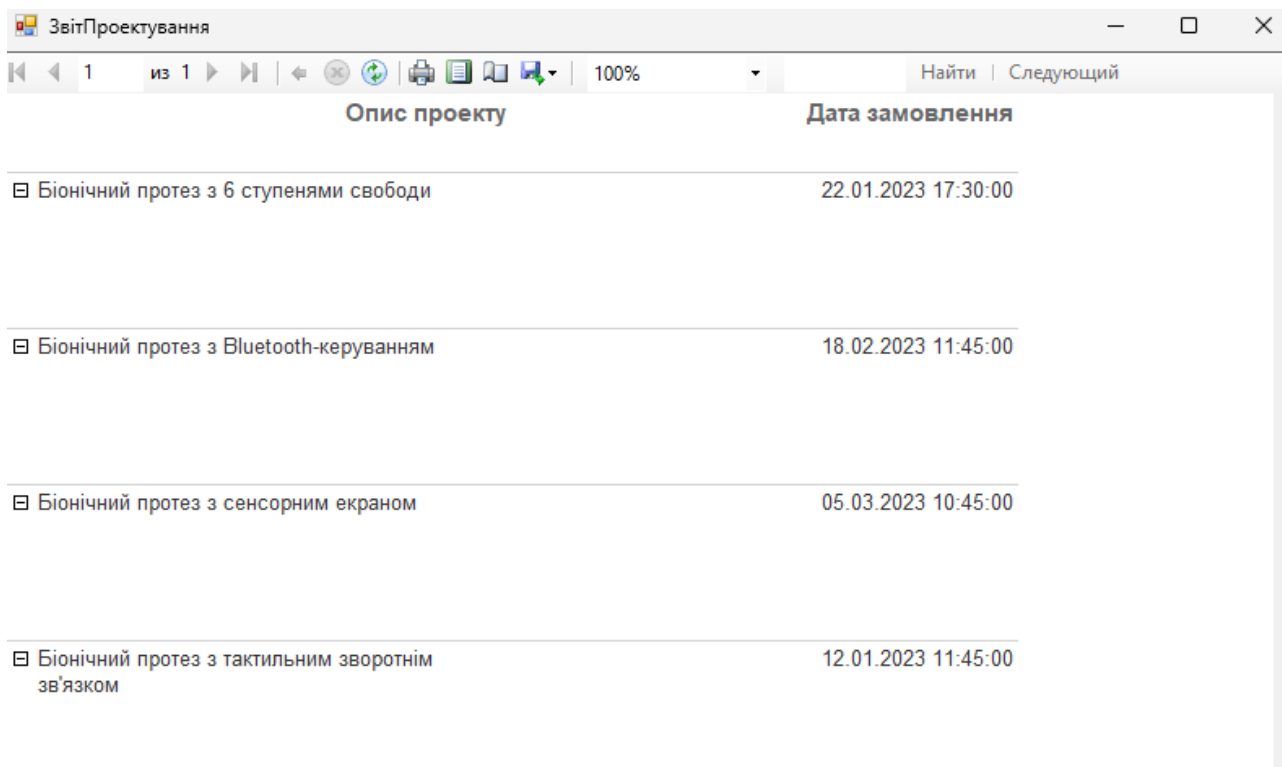 ЗвітПроектування
1 из 1 100% Найти | Следующий
Опис проекту Дата замовлення
Біонічний протез з 6 ступенями свободи 22.01.2023 17:30:00
Біонічний протез з Bluetooth-керуванням 18.02.2023 11:45:00
Біонічний протез з сенсорним екраном 05.03.2023 10:45:00
Біонічний протез з тактильним зворотнім 12.01.2023 11:45:00
зв'язком